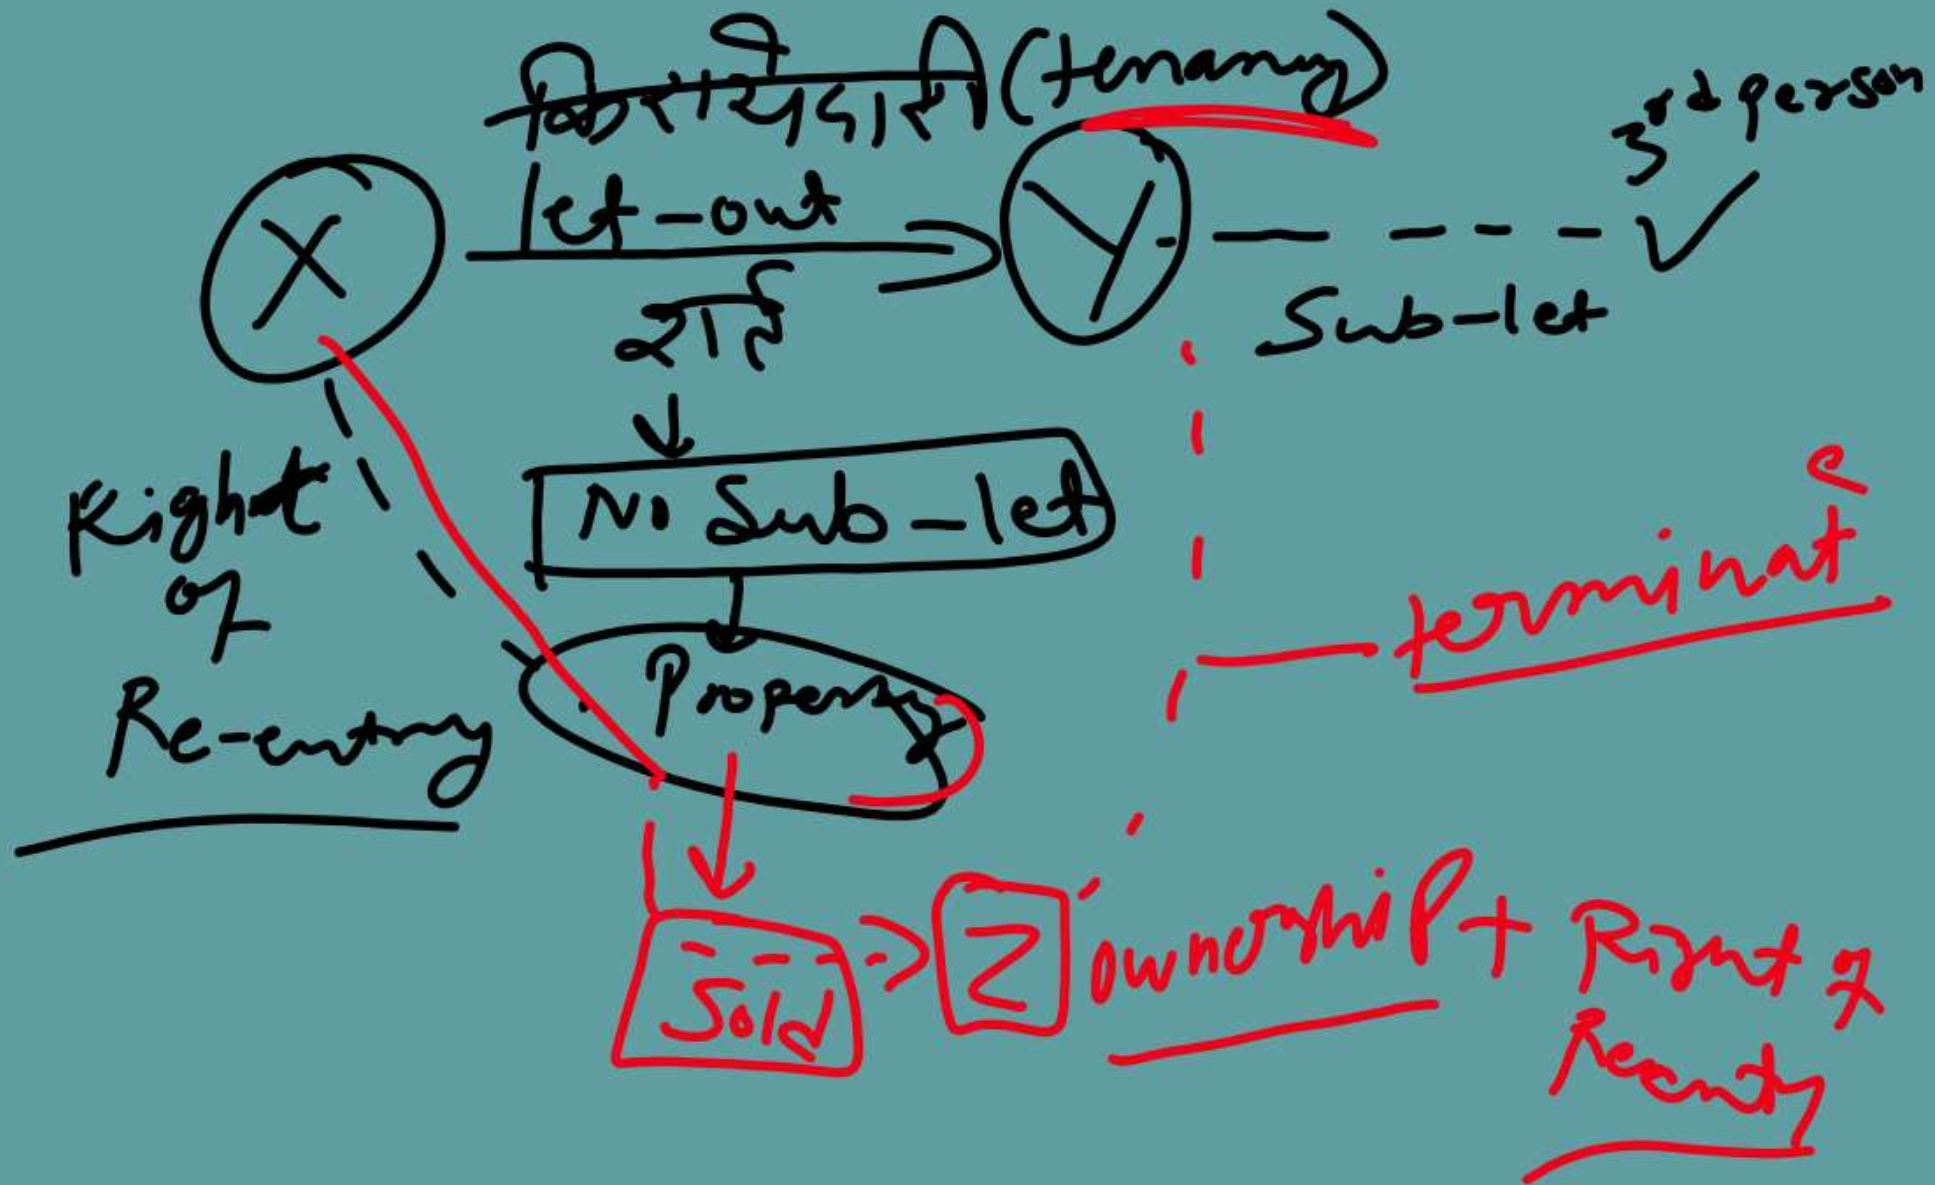 किरायेदारी (tenancy)
3rd person
X
let-out
Y
Sub-let
शर्त
No Sub-let
Right
of
Re-entry
Property
terminate
Sold
Z
ownership + Right of
Reentry